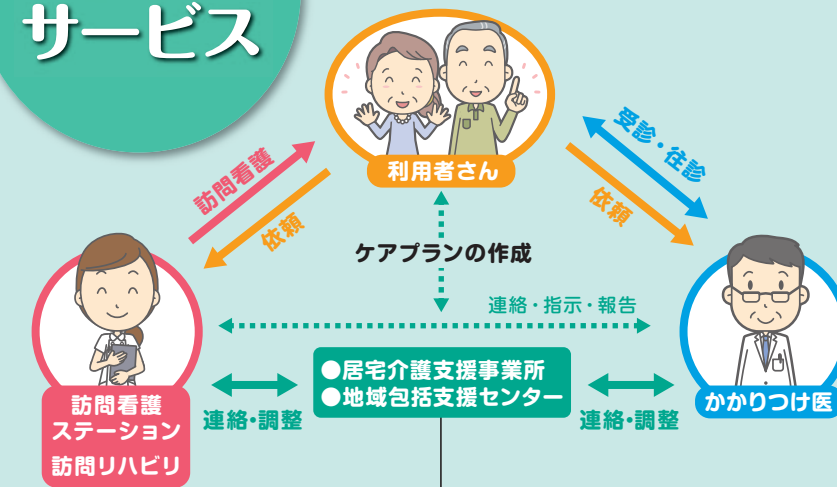 サービス
利用者さん
訪問看護
依頼
受診・往診
依頼
ケアプランの作成
連絡・指示・報告
●居宅介護支援事業所
●地域包括支援センター
連絡・調整
連絡・調整
訪問看護
ステーション
訪問リハビリ
かかりつけ医